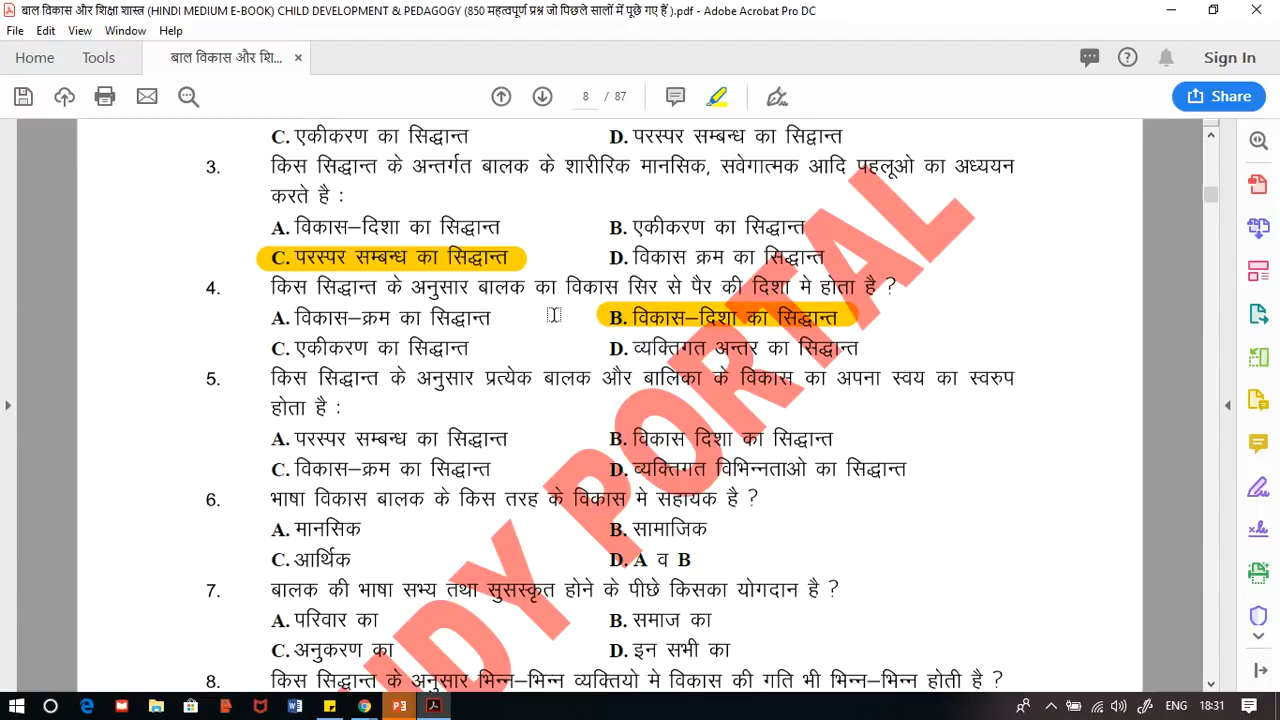 बाल विकास और शिक्षा शास्त्र (HINDI MEDIUM E-BOOK) CHILD DEVELOPMENT & PEDAGOGY (850 महत्वपूर्ण प्रश्न जो पिछले सालों में पूछे गए हैं ).pdf - Adobe Acrobat Pro DC
File Edit View Window Help
Home Tools बाल विकास और शि... × Sign In
8 / 87 Share
C. एकीकरण का सिद्धान्त D. परस्पर सम्बन्ध का सिद्वान्त
3. किस सिद्धान्त के अन्तर्गत बालक के शारीरिक मानसिक, सवेगात्मक आदि पहलूओ का अध्ययन
करते है :
A. विकास–दिशा का सिद्धान्त B. एकीकरण का सिद्धान्त
C. परस्पर सम्बन्ध का सिद्धान्त D. विकास क्रम का सिद्धान्त
4. किस सिद्धान्त के अनुसार बालक का विकास सिर से पैर की दिशा मे होता है ?
A. विकास–क्रम का सिद्धान्त B. विकास–दिशा का सिद्धान्त
C. एकीकरण का सिद्धान्त D. व्यक्तिगत अन्तर का सिद्धान्त
5. किस सिद्धान्त के अनुसार प्रत्येक बालक और बालिका के विकास का अपना स्वय का स्वरुप
होता है :
A. परस्पर सम्बन्ध का सिद्धान्त B. विकास दिशा का सिद्धान्त
C. विकास–क्रम का सिद्धान्त D. व्यक्तिगत विभिन्नताओ का सिद्धान्त
6. भाषा विकास बालक के किस तरह के विकास मे सहायक है ?
A. मानसिक B. सामाजिक
C. आर्थिक D. A व B
7. बालक की भाषा सभ्य तथा सुसस्कृत होने के पीछे किसका योगदान है ?
A. परिवार का B. समाज का
C. अनुकरण का D. इन सभी का
8. किस सिद्धान्त के अनुसार भिन्न–भिन्न व्यक्तियो मे विकास की गति भी भिन्न–भिन्न होती है ?
UDY PORTAL
ENG 18:31